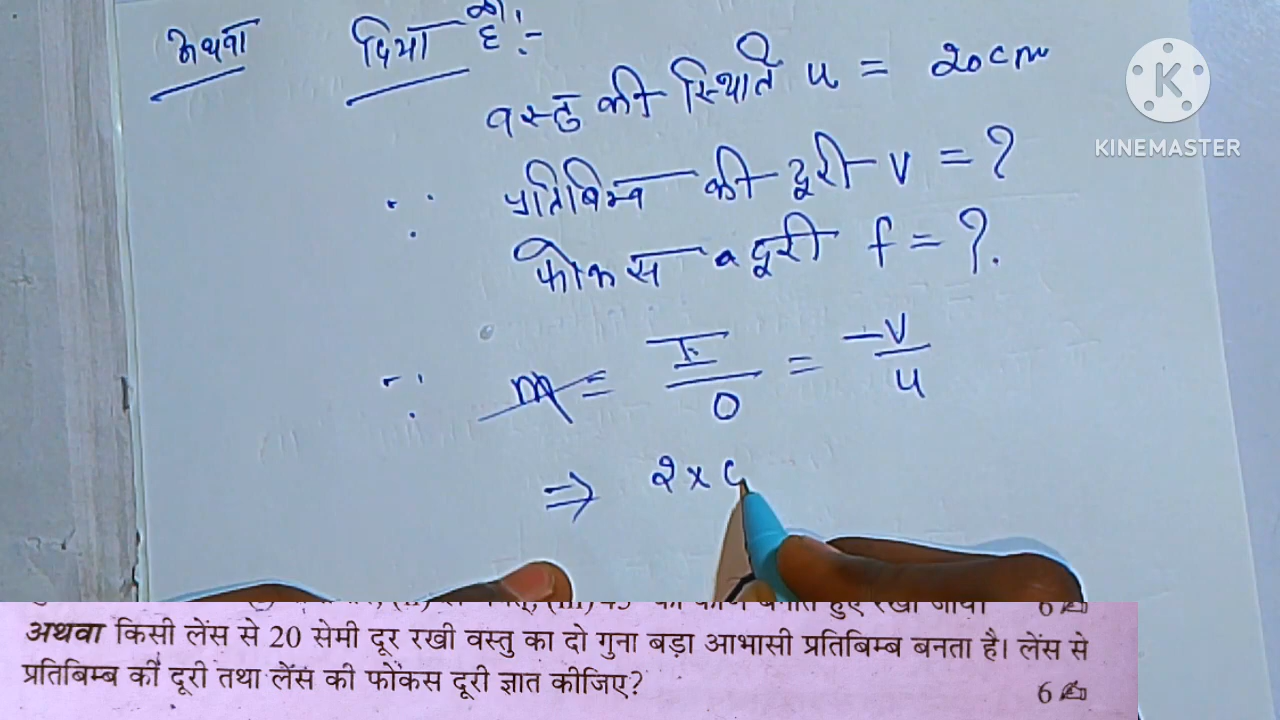 अथवा दिया है:-
वस्तु की स्थिति u = 20cm
K
KINEMASTER
∵ प्रतिबिम्ब की दूरी v = ?
फोकस दूरी f = ?
∵ m = I/O = -v/u
⇒ 2×
अथवा किसी लेंस से 20 सेमी दूर रखी वस्तु का दो गुना बड़ा आभासी प्रतिबिम्ब बनता है। लेंस से
प्रतिबिम्ब की दूरी तथा लेंस की फोकस दूरी ज्ञात कीजिए?
6